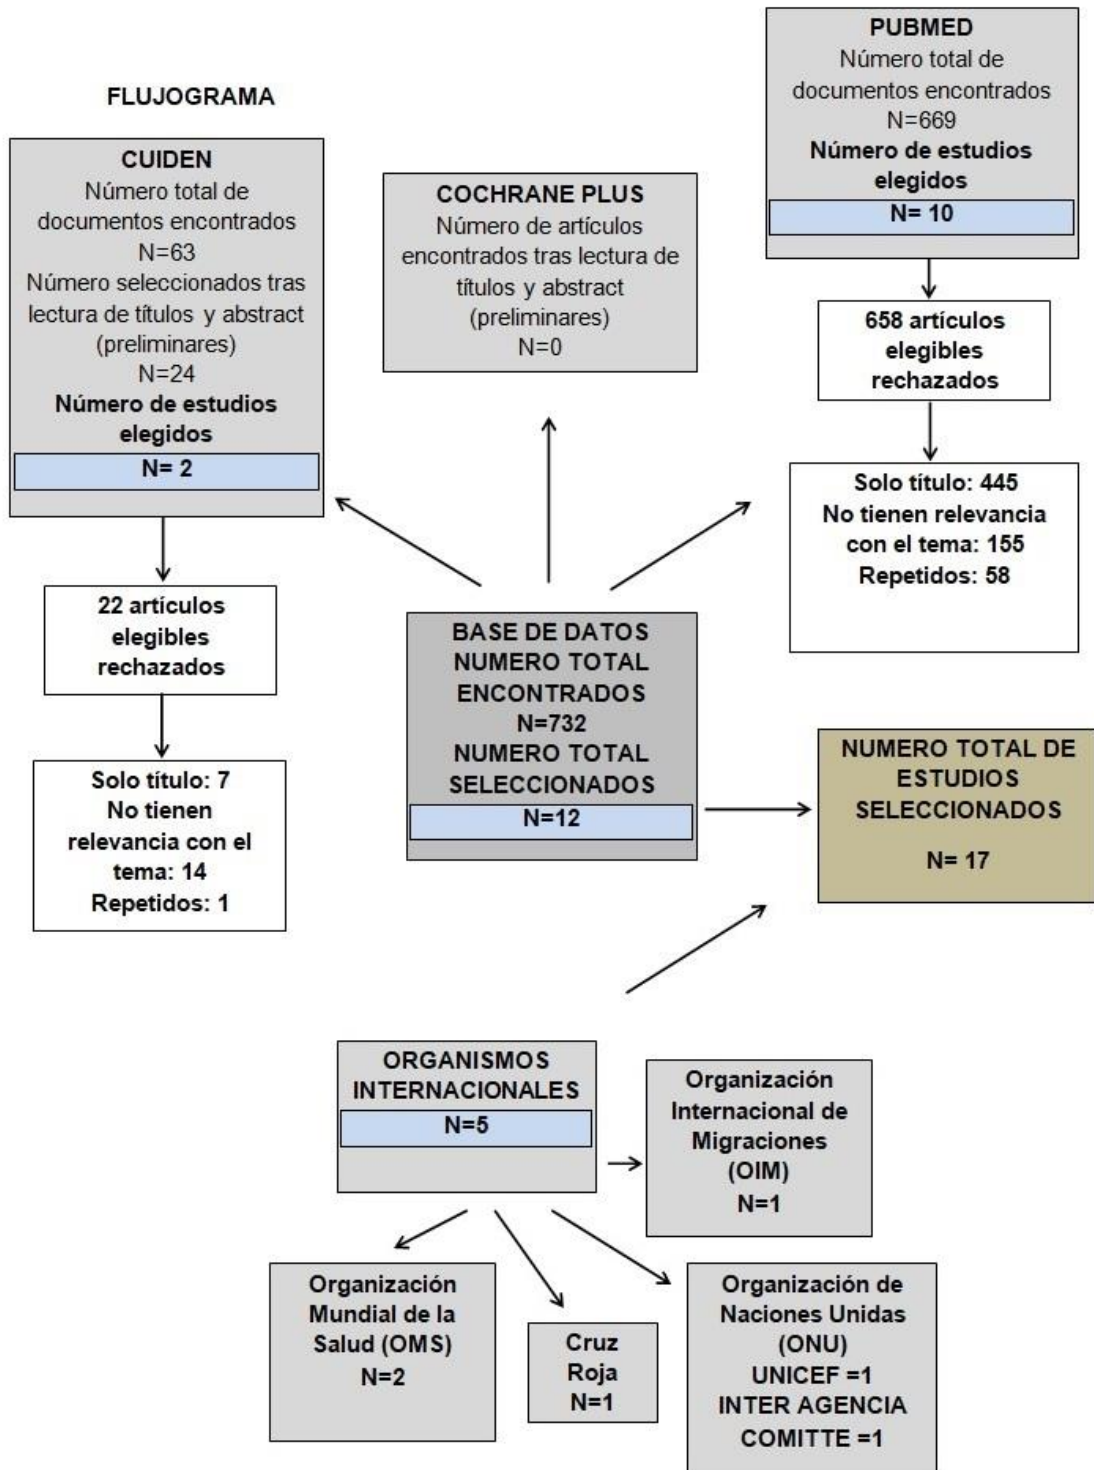 FLUJOGRAMA
CUIDEN
Número total de
documentos encontrados
N=63
Número seleccionados tras
lectura de títulos y abstract
(preliminares)
N=24
Número de estudios
elegidos
N= 2
22 artículos
elegibles
rechazados
Solo título: 7
No tienen
relevancia con el
tema: 14
Repetidos: 1
COCHRANE PLUS
Número de artículos
encontrados tras lectura de
títulos y abstract
(preliminares)
N=0
PUBMED
Número total de
documentos encontrados
N=669
Número de estudios
elegidos
N= 10
658 artículos
elegibles
rechazados
Solo título: 445
No tienen relevancia
con el tema: 155
Repetidos: 58
BASE DE DATOS
NUMERO TOTAL
ENCONTRADOS
N=732
NUMERO TOTAL
SELECCIONADOS
N=12
NUMERO TOTAL DE
ESTUDIOS
SELECCIONADOS
N= 17
ORGANISMOS
INTERNACIONALES
N=5
Organización
Internacional de
Migraciones
(OIM)
N=1
Organización
Mundial de la
Salud (OMS)
N=2
Cruz
Roja
N=1
Organización de
Naciones Unidas
(ONU)
UNICEF =1
INTER AGENCIA
COMITTE =1